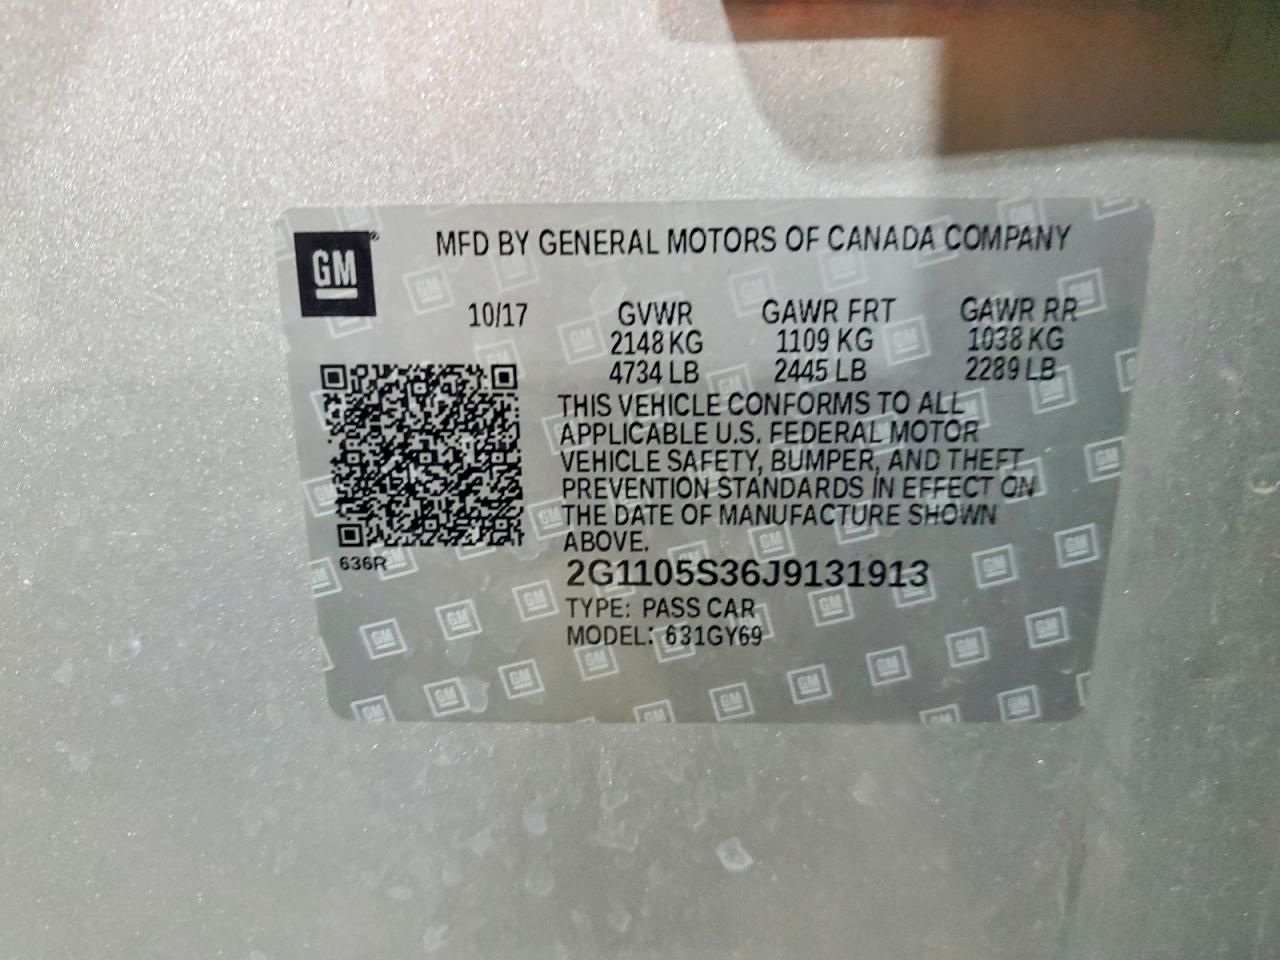 GM®
MFD BY GENERAL MOTORS OF CANADA COMPANY
10/17 GVWR GAWR FRT GAWR RR
2148 KG 1109 KG 1038 KG
4734 LB 2445 LB 2289 LB
THIS VEHICLE CONFORMS TO ALL
APPLICABLE U.S. FEDERAL MOTOR
VEHICLE SAFETY, BUMPER, AND THEFT
PREVENTION STANDARDS IN EFFECT ON
THE DATE OF MANUFACTURE SHOWN
ABOVE.
636R
2G1105S36J9131913
TYPE: PASS CAR
MODEL: 631GY69